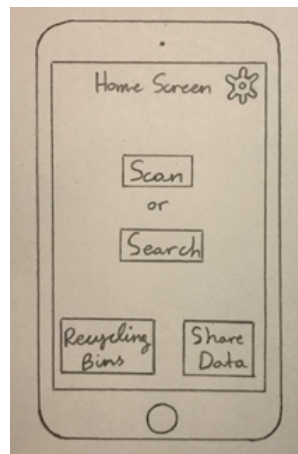 Home Screen
Scan
or
Search
Recycling
Bins
Share
Data